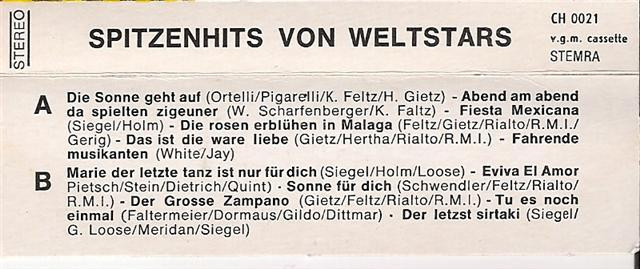 STEREO
SPITZENHITS VON WELTSTARS
CH 0021
v.g.m. cassette
STEMRA
A
Die Sonne geht auf (Ortelli/Pigarelli/K. Feltz/H. Gietz) - Abend am abend
da spielten zigeuner (W. Scharfenberger/K. Faltz) - Fiesta Mexicana
(Siegel/Holm) - Die rosen erblühen in Malaga (Feltz/Gietz/Rialto/R.M.I./
Gerig) - Das ist die ware liebe (Gietz/Hertha/Rialto/R.M.I.) - Fahrende
musikanten (White/Jay)
B
Marie der letzte tanz ist nur für dich (Siegel/Holm/Loose) - Eviva El Amor
Pietsch/Stein/Dietrich/Quint) · Sonne für dich (Schwendler/Feltz/Rialto/
R.M.I.) - Der Grosse Zampano (Gietz/Feltz/Rialto/R.M.I.) - Tu es noch
einmal (Faltermeier/Dormaus/Gildo/Dittmar) · Der letzst sirtaki (Siegel/
G. Loose/Meridan/Siegel)